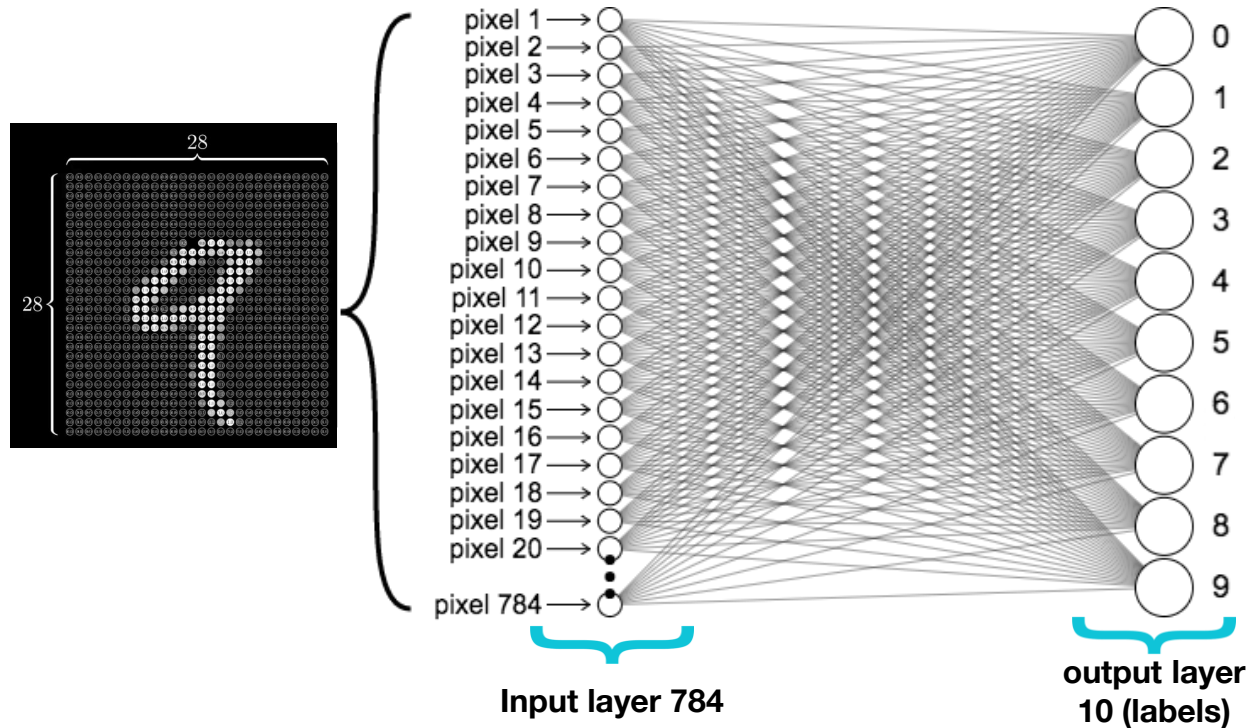 28
28
pixel 1
pixel 2
pixel 3
pixel 4
pixel 5
pixel 6
pixel 7
pixel 8
pixel 9
pixel 10
pixel 11
pixel 12
pixel 13
pixel 14
pixel 15
pixel 16
pixel 17
pixel 18
pixel 19
pixel 20
pixel 784
0
1
2
3
4
5
6
7
8
9
Input layer 784
output layer
10 (labels)